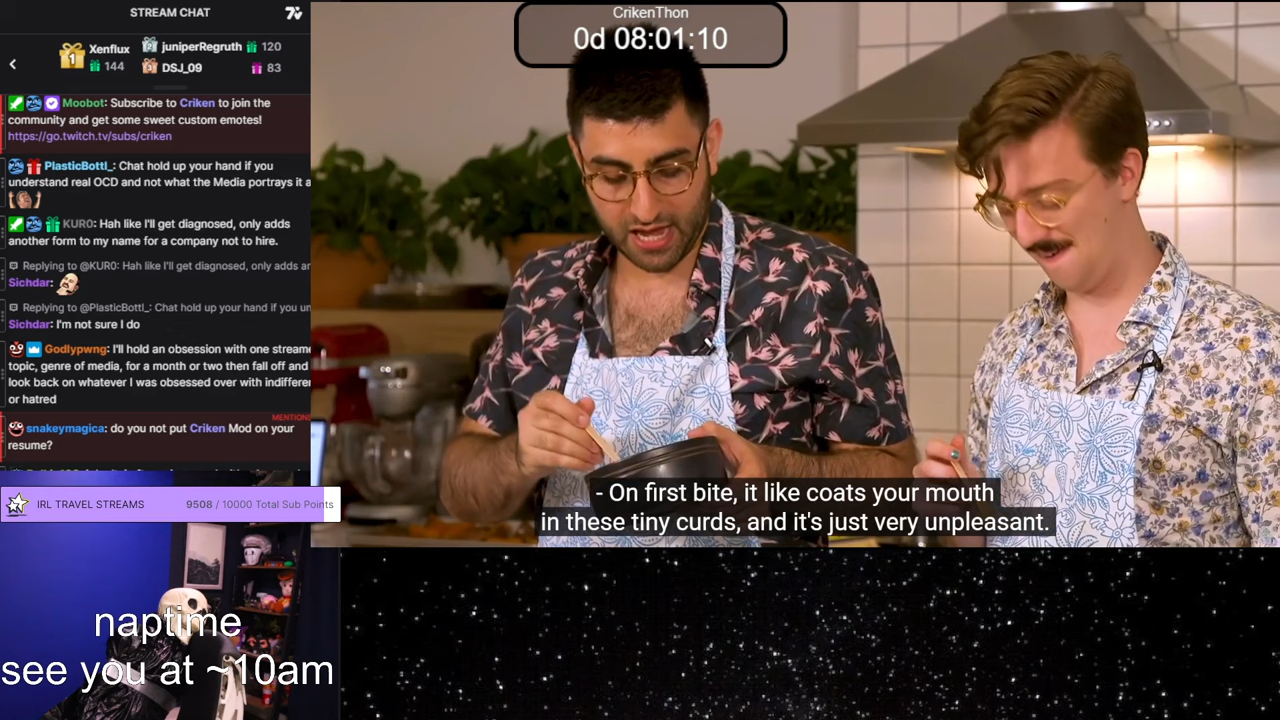 STREAM CHAT
Xenflux
144
juniperRegruth 120
DSJ_09 83
Moobot: Subscribe to Criken to join the
community and get some sweet custom emotes!
https://go.twitch.tv/subs/criken
PlasticBottl_: Chat hold up your hand if you
understand real OCD and not what the Media portrays it a
KUR0: Hah like I'll get diagnosed, only adds
another form to my name for a company not to hire.
Replying to @KUR0: Hah like I'll get diagnosed, only adds an
Sichdar:
Replying to @PlasticBottl_: Chat hold up your hand if you un
Sichdar: I'm not sure I do
Godlypwng: I'll hold an obsession with one streame
topic, genre of media, for a month or two then fall off and
look back on whatever I was obsessed over with indifferen
or hatred
MENTIONS
snakeymagica: do you not put Criken Mod on your
resume?
IRL TRAVEL STREAMS 9508 / 10000 Total Sub Points
naptime
see you at ~10am
CrikenThon
0d 08:01:10
- On first bite, it like coats your mouth
in these tiny curds, and it's just very unpleasant.